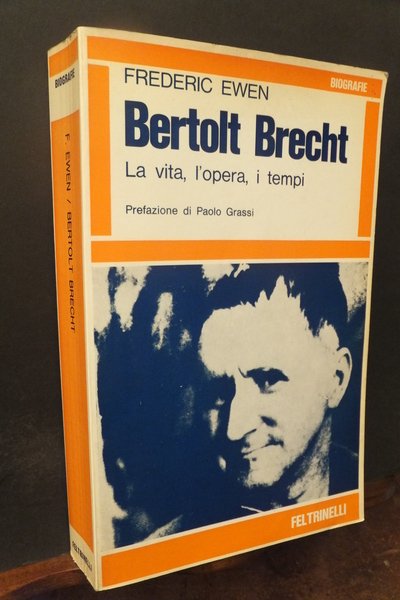 BIOGRAFIE
FREDERIC EWEN
Bertolt Brecht
La vita, l'opera, i tempi
Prefazione di Paolo Grassi
FELTRINELLI
BIOGRAFIE
F. EWEN / BERTOLT BRECHT
FELTRINELLI